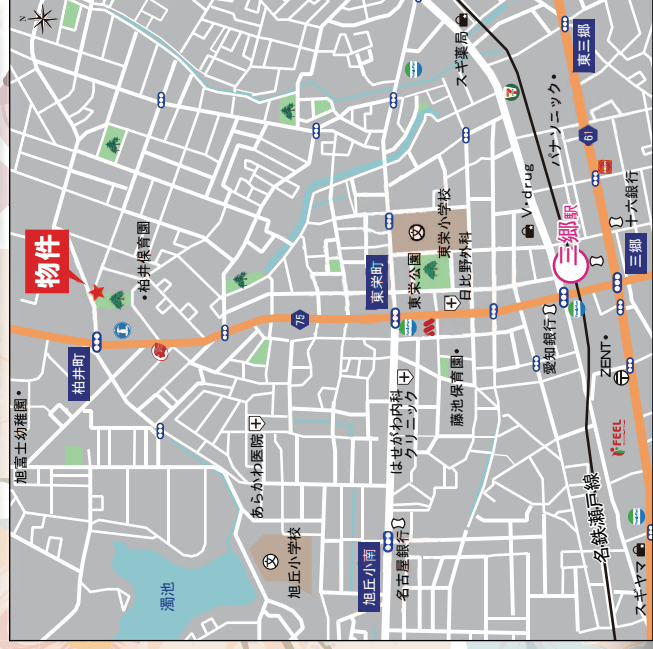 N
スギ薬局
東三郷
7
パナソニック
61
物件
柏井保育園
V・drug
三郷駅
十六銀行
東栄小学校
東栄公園
日比野外科
三郷
東栄町
75
愛知銀行
柏井町
ZENT
旭富士幼稚園
藤池保育園
はせがわ内科
クリニック
あらかわ医院
FEEL
名鉄瀬戸線
旭丘小学校
濁池
旭丘小南
名古屋銀行
スギヤマ